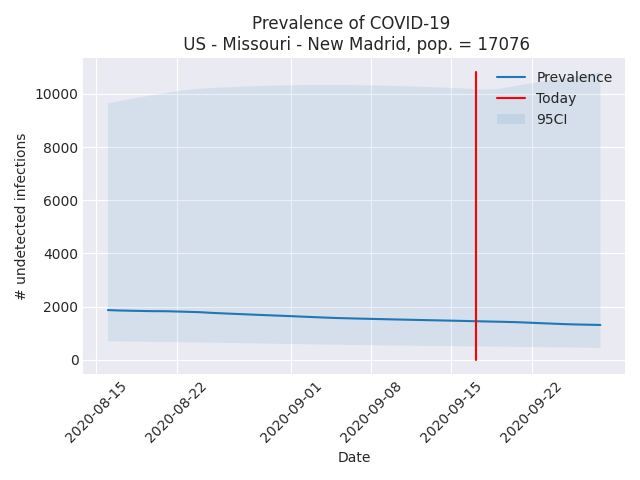 Prevalence of COVID-19
US - Missouri - New Madrid, pop. = 17076
Prevalence
Today
95CI
# undetected infections
10000
8000
6000
4000
2000
0
2020-08-15
2020-08-22
2020-09-01
2020-09-08
2020-09-15
2020-09-22
Date